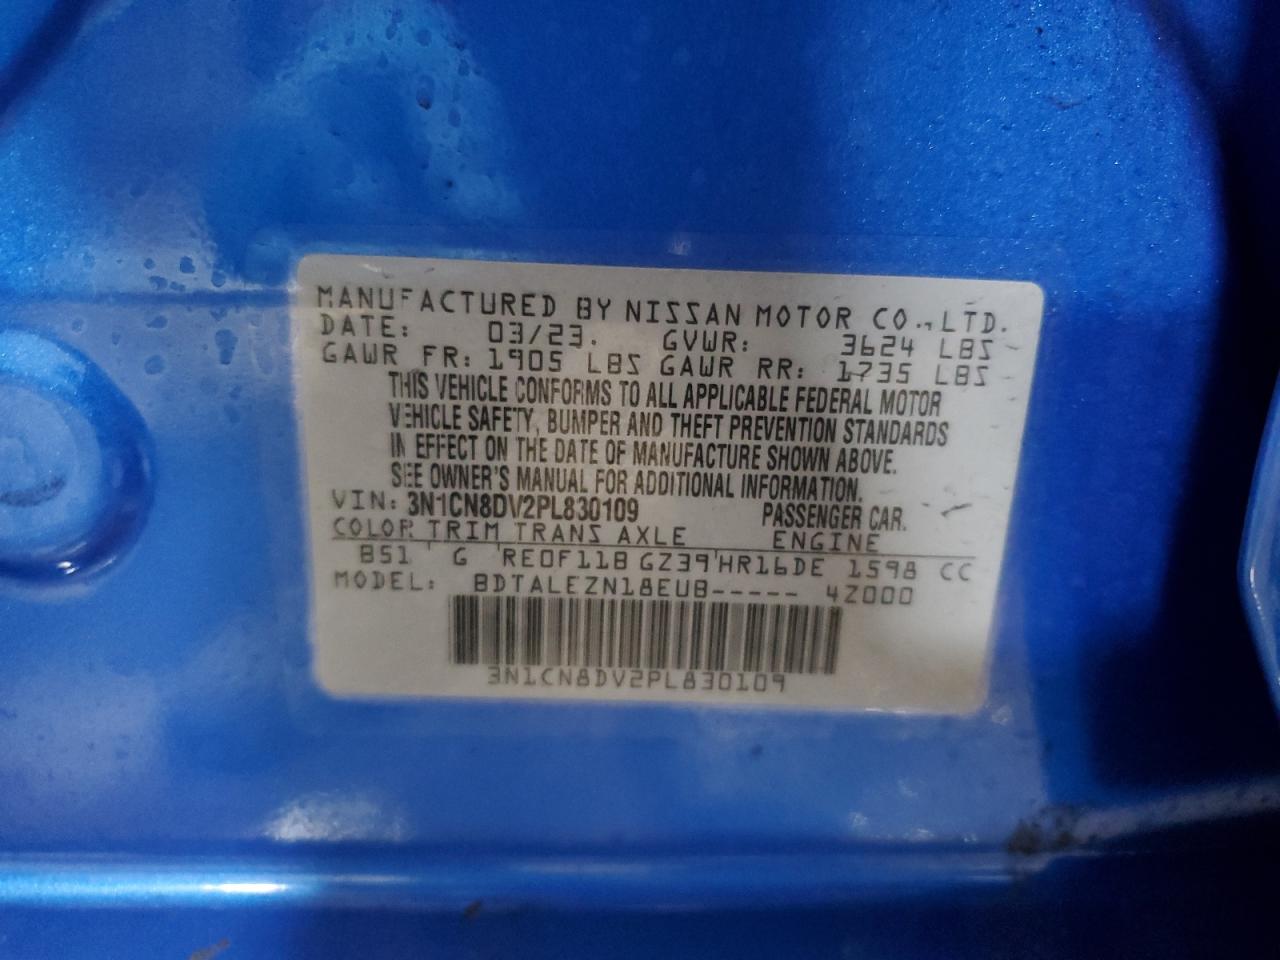 MANUFACTURED BY NISSAN MOTOR CO.,LTD.
DATE: 03/23. GVWR: 3624 LBS
GAWR FR: 1905 LBS GAWR RR: 1735 LBS
THIS VEHICLE CONFORMS TO ALL APPLICABLE FEDERAL MOTOR
VEHICLE SAFETY, BUMPER AND THEFT PREVENTION STANDARDS
IN EFFECT ON THE DATE OF MANUFACTURE SHOWN ABOVE.
SEE OWNER'S MANUAL FOR ADDITIONAL INFORMATION.
VIN: 3N1CN8DV2PL830109 PASSENGER CAR.
COLOR TRIM TRANS AXLE ENGINE
B51 G RE0F11B GZ39 HR16DE 1598 CC
MODEL: BDTALEZN18EUB----- 4Z000
3N1CN8DV2PL830109